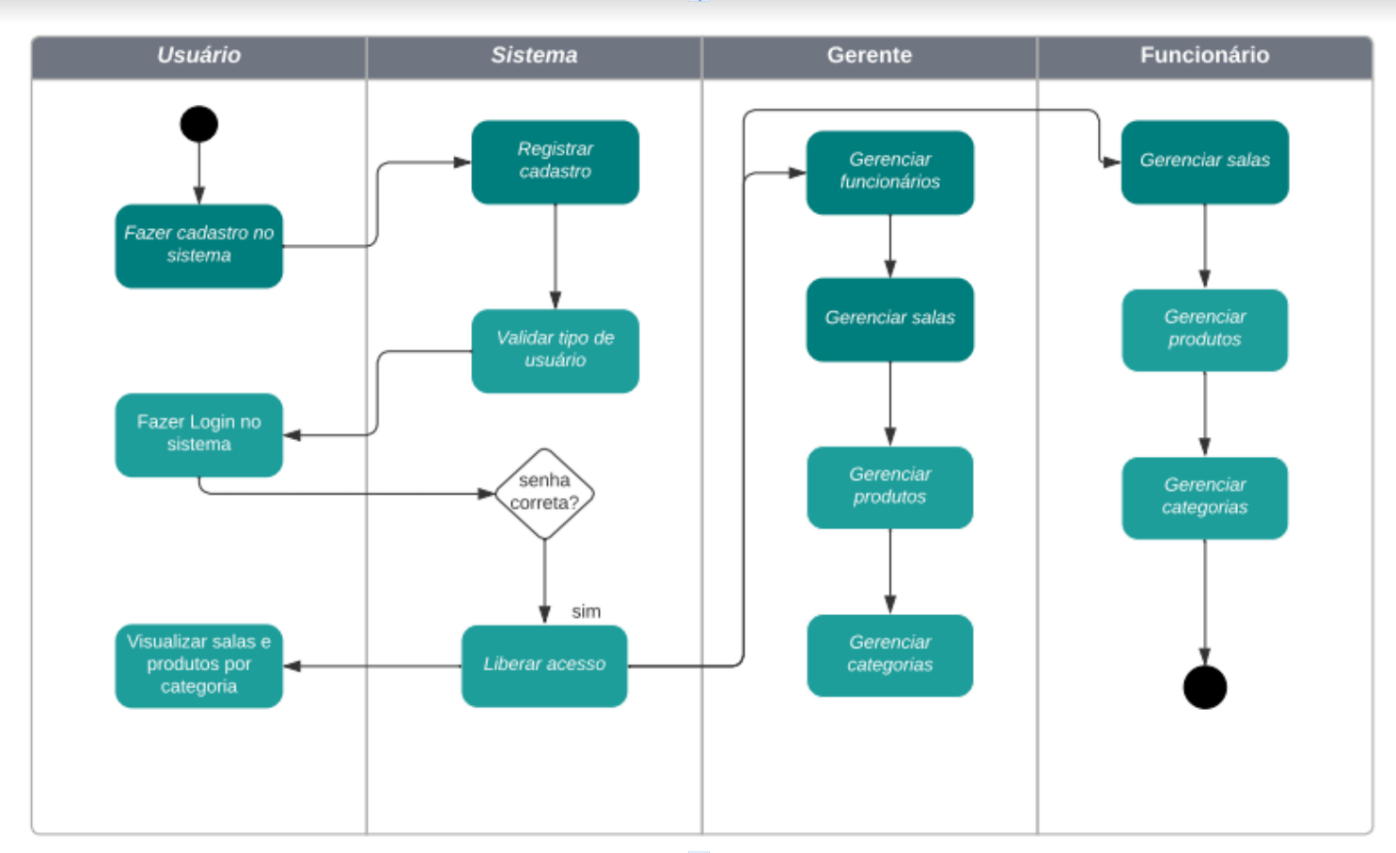 Usuário
Sistema
Gerente
Funcionário
Fazer cadastro no
sistema
Registrar
cadastro
Validar tipo de
usuário
Fazer Login no
sistema
senha
correta?
sim
Liberar acesso
Visualizar salas e
produtos por
categoria
Gerenciar
funcionários
Gerenciar salas
Gerenciar
produtos
Gerenciar
categorias
Gerenciar salas
Gerenciar
produtos
Gerenciar
categorias